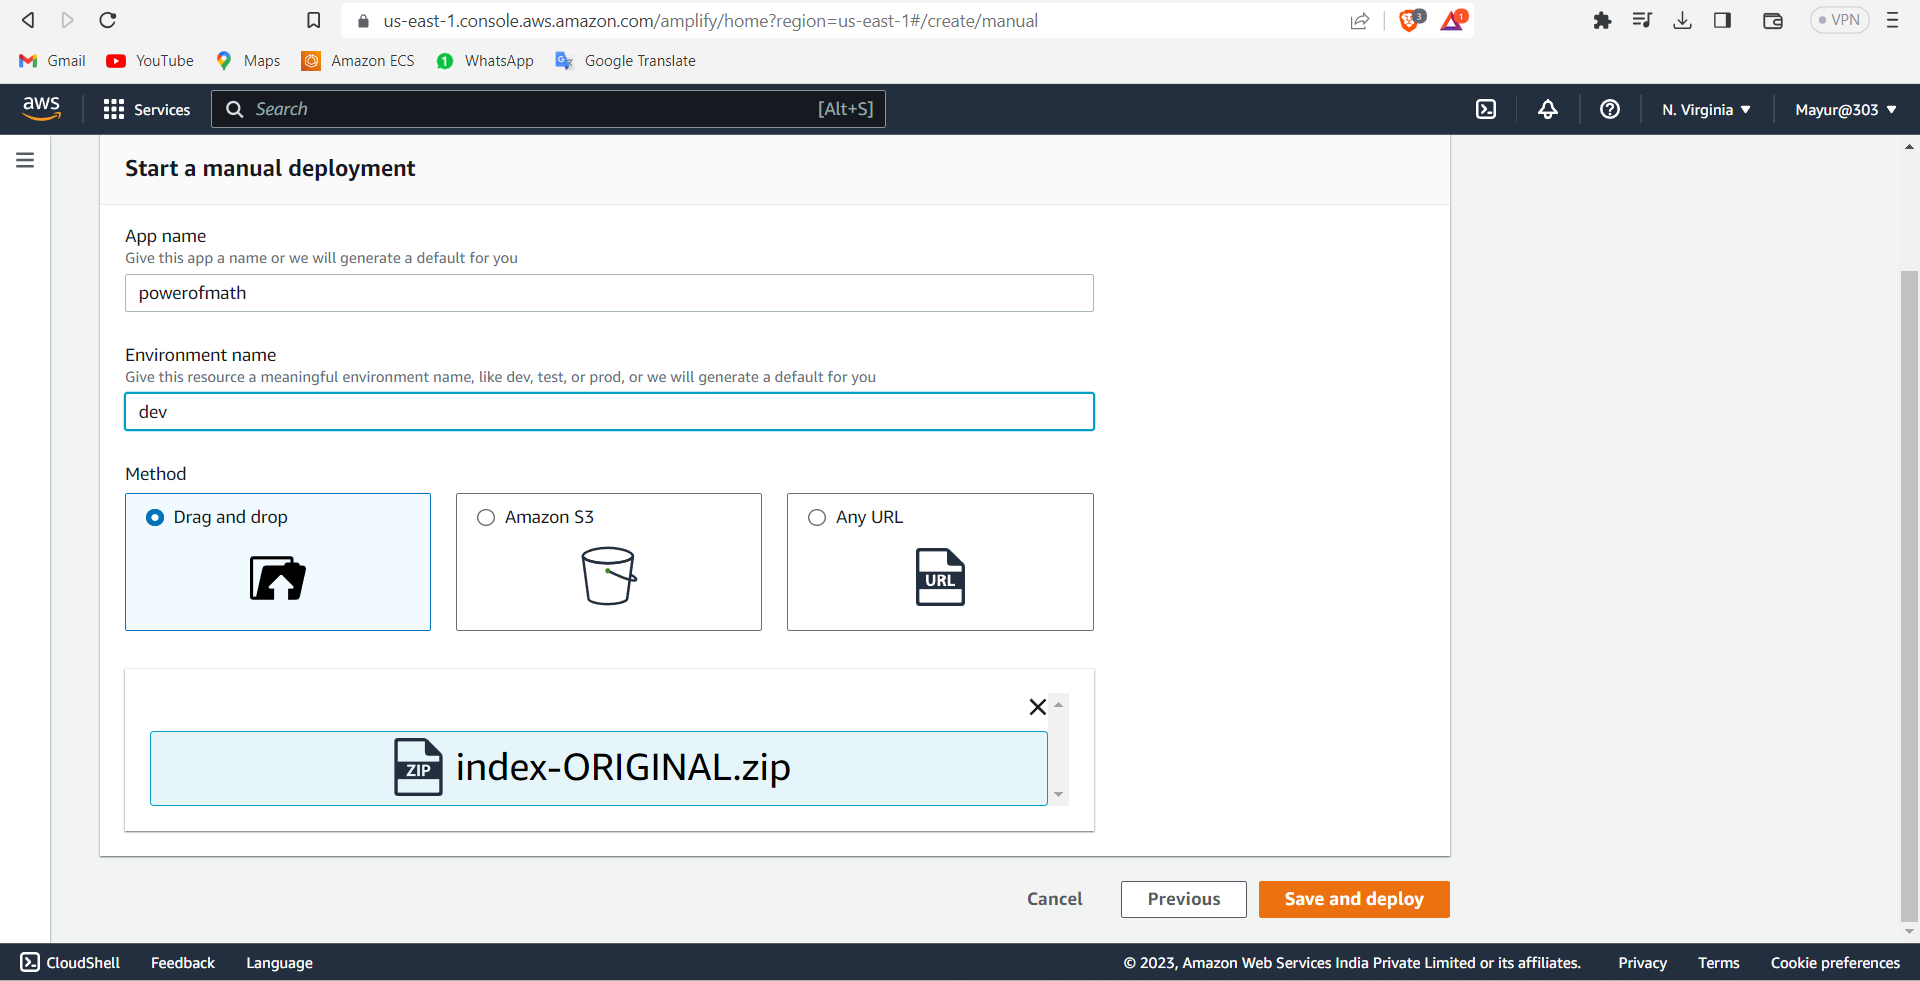 us-east-1.console.aws.amazon.com/amplify/home?region=us-east-1#/create/manual
3
1
VPN
Gmail
YouTube
Maps
Amazon ECS
1
WhatsApp
Google Translate
aws
Services
Search
[Alt+S]
N. Virginia
Mayur@303
Start a manual deployment
App name
Give this app a name or we will generate a default for you
powerofmath
Environment name
Give this resource a meaningful environment name, like dev, test, or prod, or we will generate a default for you
dev
Method
Drag and drop
Amazon S3
Any URL
URL
ZIP
index-ORIGINAL.zip
Cancel
Previous
Save and deploy
CloudShell
Feedback
Language
© 2023, Amazon Web Services India Private Limited or its affiliates.
Privacy
Terms
Cookie preferences